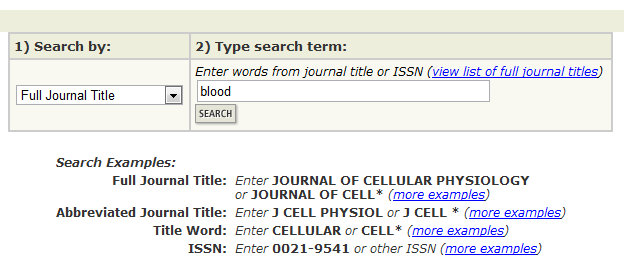 1) Search by:
2) Type search term:
Enter words from journal title or ISSN (view list of full journal titles)
Full Journal Title
blood
SEARCH
Search Examples:
Full Journal Title: Enter JOURNAL OF CELLULAR PHYSIOLOGY
or JOURNAL OF CELL* (more examples)
Abbreviated Journal Title: Enter J CELL PHYSIOL or J CELL * (more examples)
Title Word: Enter CELLULAR or CELL* (more examples)
ISSN: Enter 0021-9541 or other ISSN (more examples)